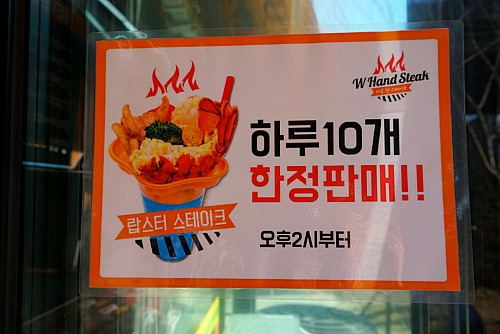 W Hand Steak
하루10개
한정판매!!
랍스터 스테이크
오후2시부터